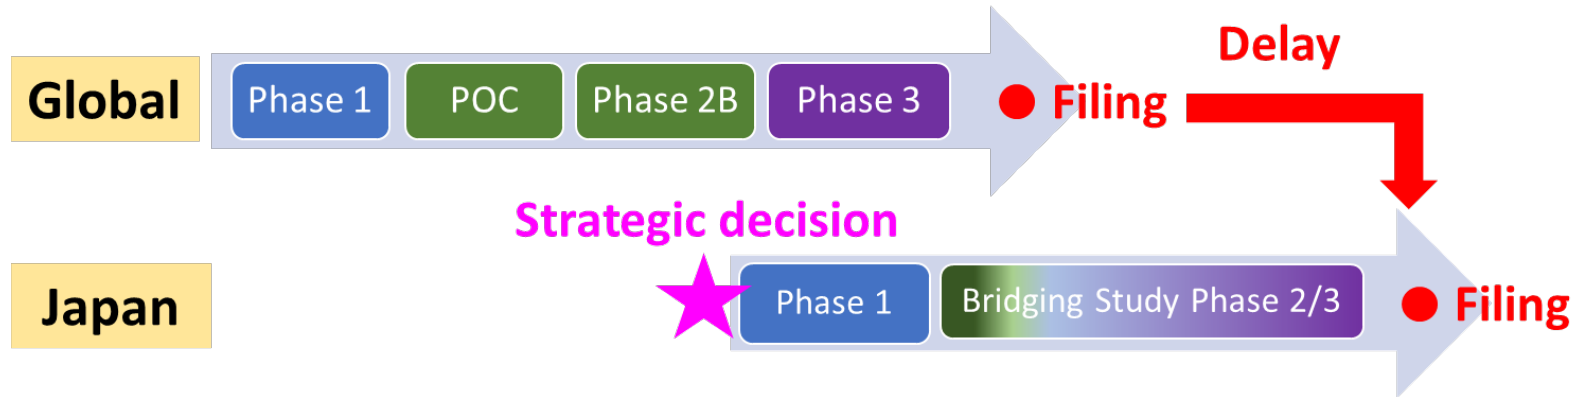 Delay
Global
Phase 1
POC
Phase 2B
Phase 3
Filing
Strategic decision
Japan
Phase 1
Bridging Study Phase 2/3
Filing